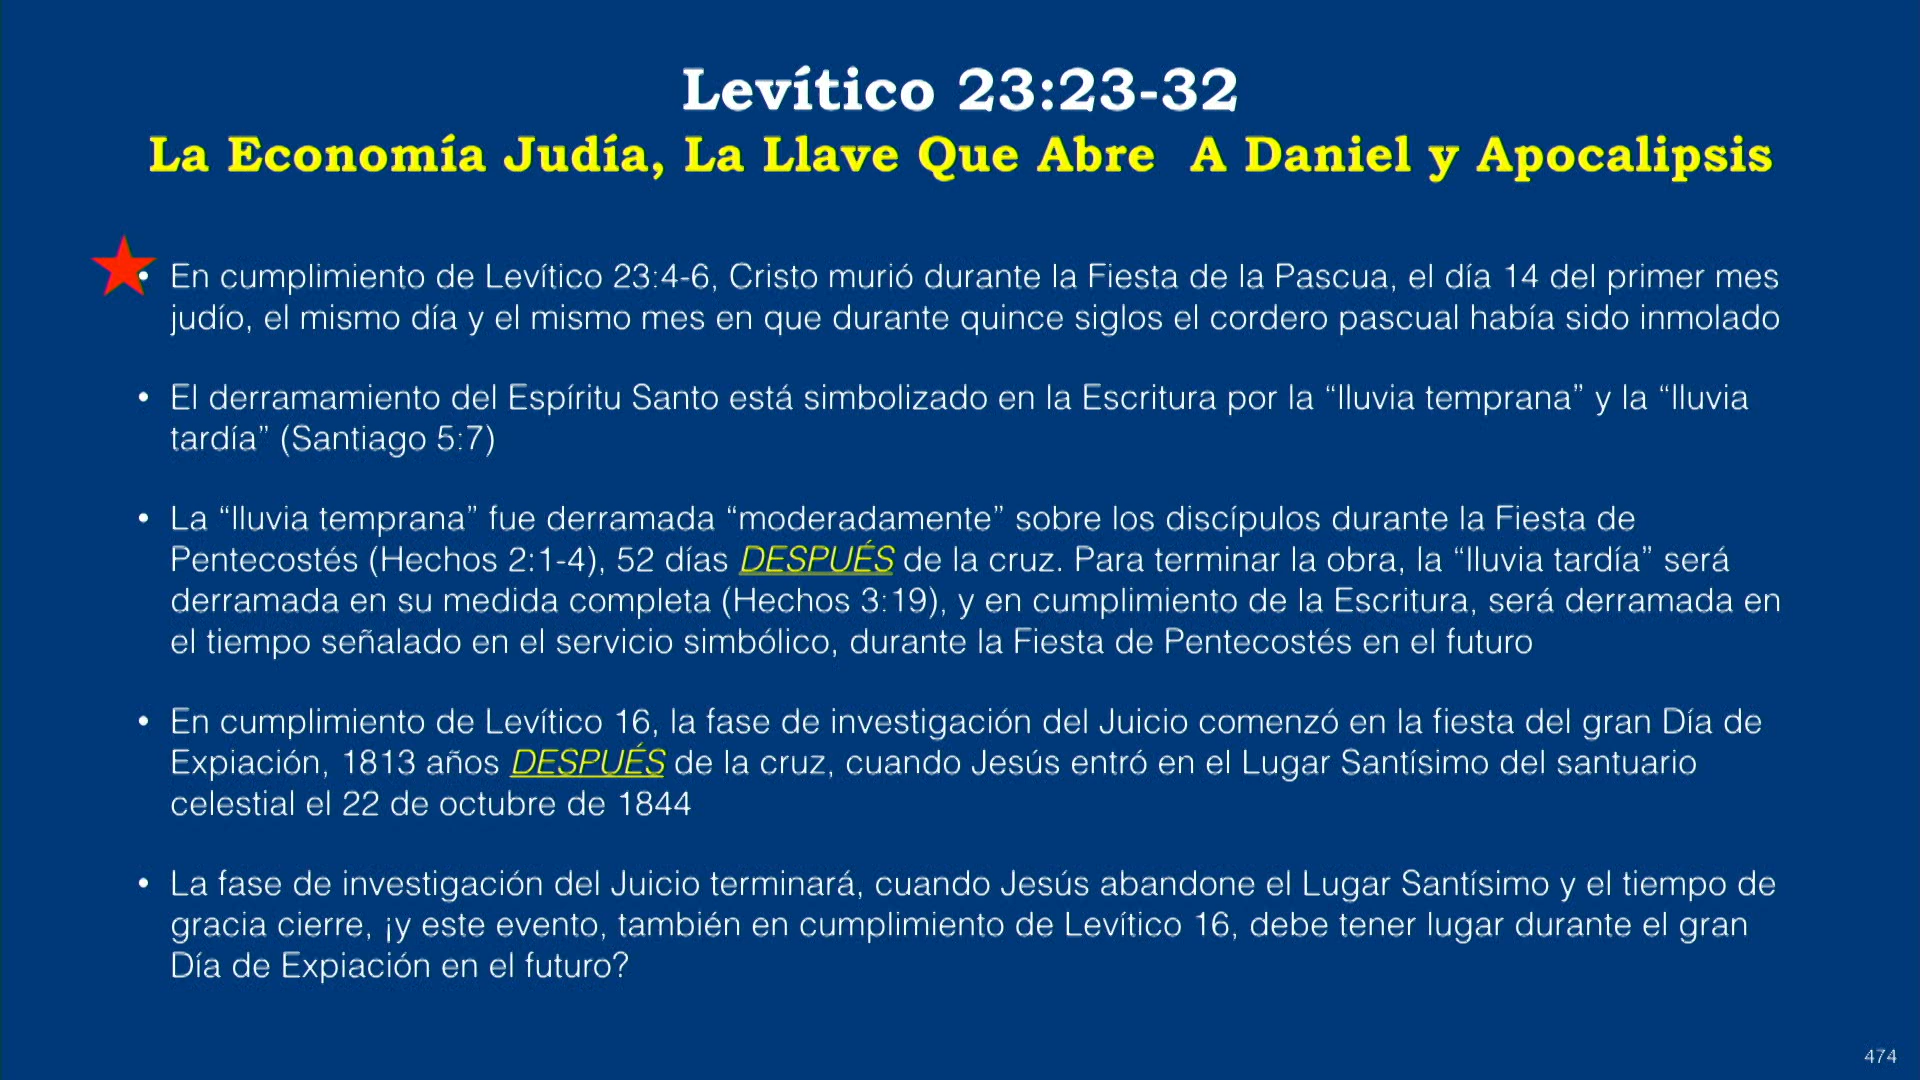 Levítico 23:23-32
La Economía Judía, La Llave Que Abre  A Daniel y Apocalipsis
• En cumplimiento de Levítico 23:4-6, Cristo murió durante la Fiesta de la Pascua, el día 14 del primer mes
judío, el mismo día y el mismo mes en que durante quince siglos el cordero pascual había sido inmolado
• El derramamiento del Espíritu Santo está simbolizado en la Escritura por la “lluvia temprana” y la “lluvia
tardía” (Santiago 5:7)
• La “lluvia temprana” fue derramada “moderadamente” sobre los discípulos durante la Fiesta de
Pentecostés (Hechos 2:1-4), 52 días DESPUÉS de la cruz. Para terminar la obra, la “lluvia tardía” será
derramada en su medida completa (Hechos 3:19), y en cumplimiento de la Escritura, será derramada en
el tiempo señalado en el servicio simbólico, durante la Fiesta de Pentecostés en el futuro
• En cumplimiento de Levítico 16, la fase de investigación del Juicio comenzó en la fiesta del gran Día de
Expiación, 1813 años DESPUÉS de la cruz, cuando Jesús entró en el Lugar Santísimo del santuario
celestial el 22 de octubre de 1844
• La fase de investigación del Juicio terminará, cuando Jesús abandone el Lugar Santísimo y el tiempo de
gracia cierre, ¡y este evento, también en cumplimiento de Levítico 16, debe tener lugar durante el gran
Día de Expiación en el futuro?
474